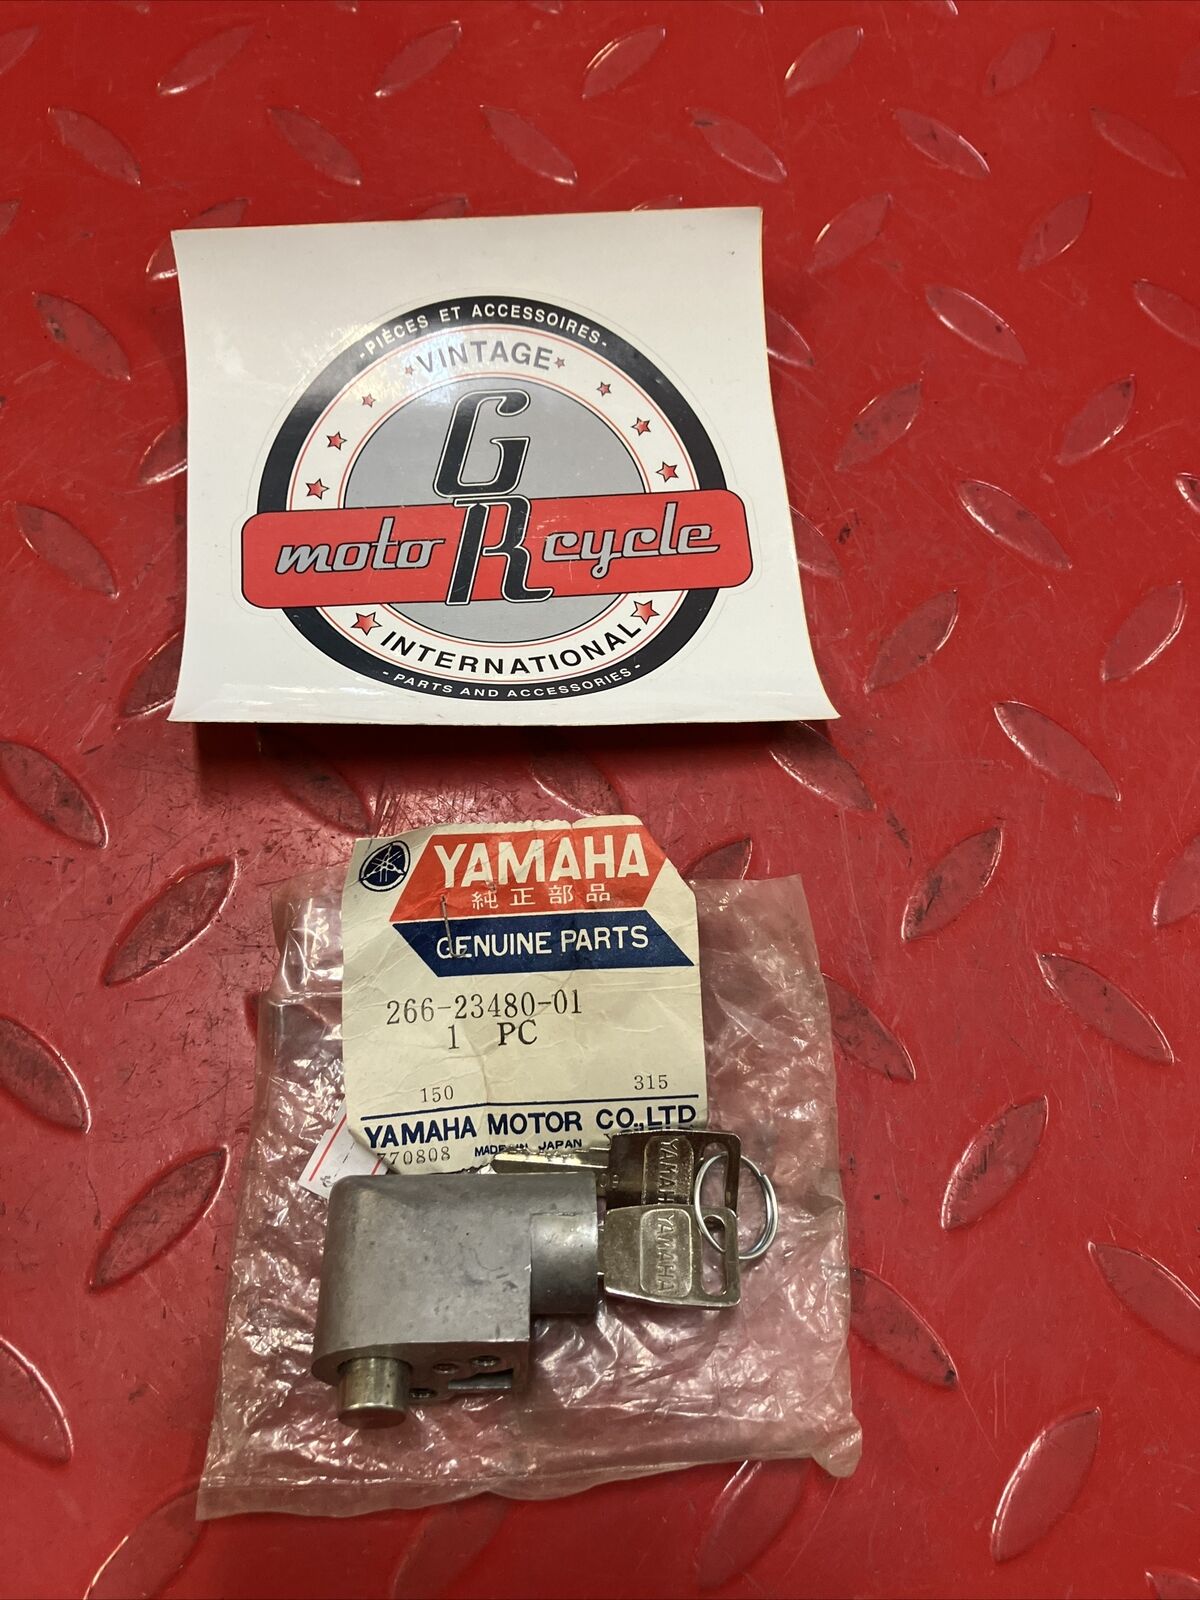 - PIÈCES ET ACCESSOIRES -
VINTAGE
GR
moto cycle
INTERNATIONAL
- PARTS AND ACCESSORIES -
YAMAHA
純正部品
GENUINE PARTS
266-23480-01
1 PC
150 315
YAMAHA MOTOR CO.,LTD
770808 MADE IN JAPAN
YAMAHA
YAMAHA